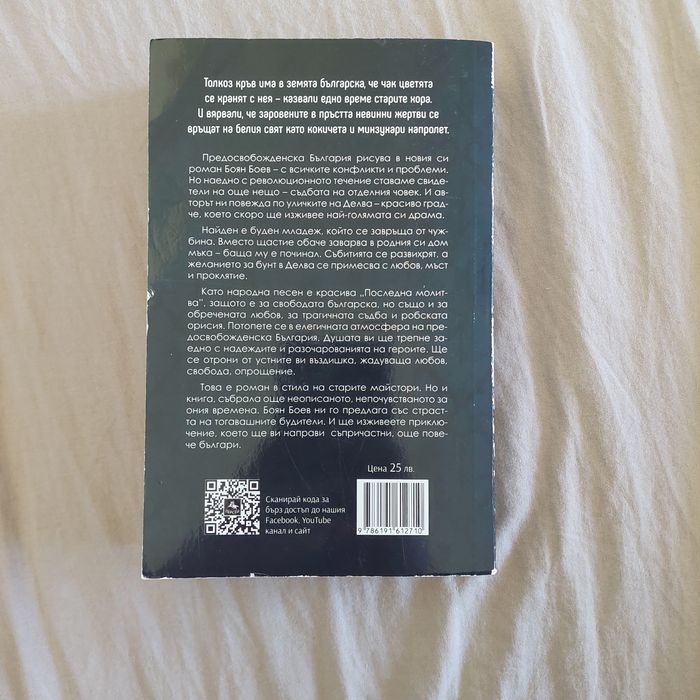 Толкоз кръв има в земята българска, че чак цветята
се хранят с нея – казвали едно време старите хора.
И вярвали, че заровените в пръстта невинни жертви се
връщат на белия свят като кокичета и минзухари напролет.
Предосвобожденска България рисува в новия си
роман Боян Боев – с всичките конфликти и проблеми.
Но наедно с революционното течение ставаме свиде-
тели на още нещо – съдбата на отделния човек. И ав-
торът ни повежда по уличките на Делва – красиво град-
че, което скоро ще изживее най-голямата си драма.
Найден е буден младеж, който се завръща от чуж-
бина. Вместо щастие обаче заварва в родния си дом
мъка – баща му е починал. Събитията се развихрят, а
желанието за бунт в Делва се примесва с любов, мъст
и проклятие.
Като народна песен е красива „Последна молит-
ва”, защото е за свободата българска, но също и за
обречената любов, за трагичната съдба и робската
орисия. Потопете се в елегичната атмосфера на пре-
досвобожденска България. Душата ви ще трепне за-
едно с надеждите и разочарованията на героите. Ще
се отрони от устните ви въздишка, жадуваща любов,
свобода, опрощение.
Това е роман в стила на старите майстори. Но и
книга, събрала още неописаното, непочувстваното за
ония времена. Боян Боев ни го предлага със страст-
та на тогавашните будители. И ще изживеете приклю-
чение, което ще ви направи съпричастни, още пове-
че българи.
Цена 25 лв.
Сканирай кода за
бърз достъп до нашия
Facebook, YouTube
канал и сайт
9 786191 612710